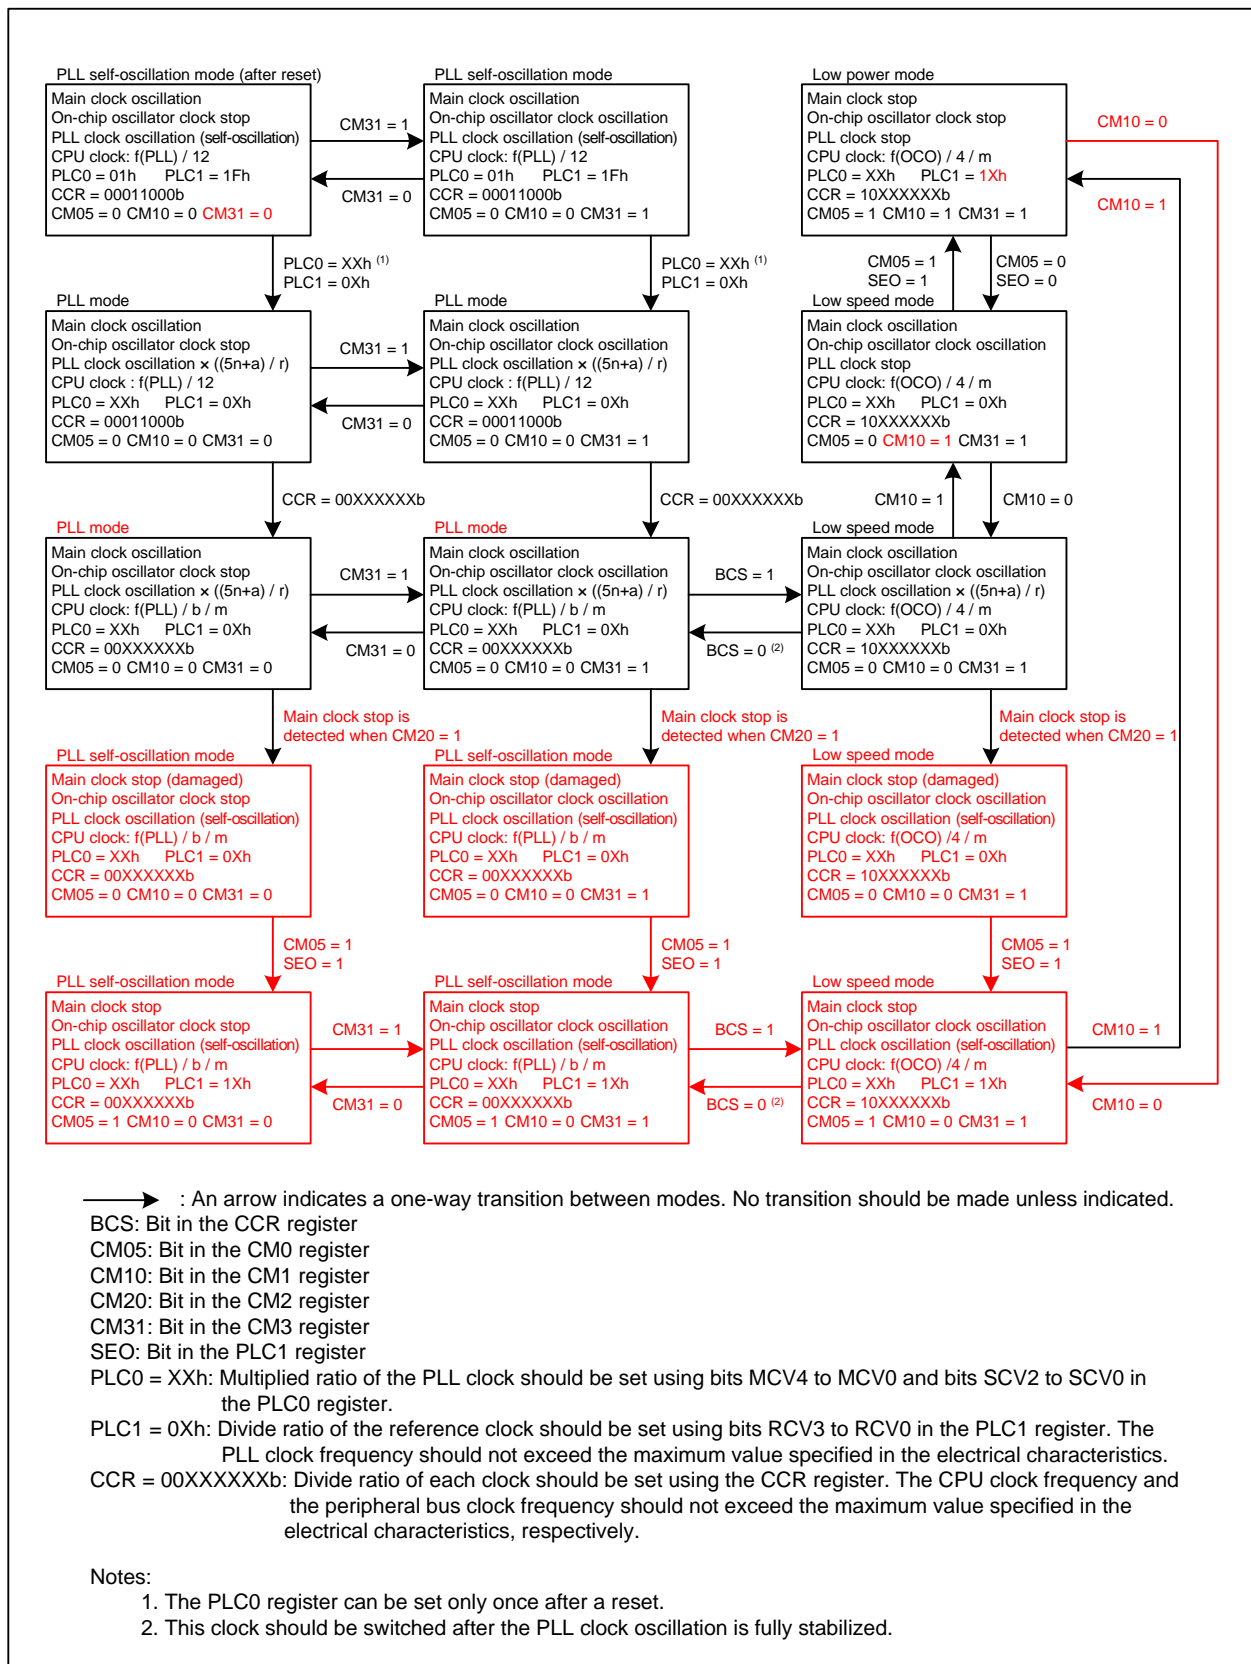 PLL self-oscillation mode (after reset)
Main clock oscillation
On-chip oscillator clock stop
PLL clock oscillation (self-oscillation)
CPU clock: f(PLL) / 12
PLC0 = 01h PLC1 = 1Fh
CCR = 00011000b
CM05 = 0 CM10 = 0 CM31 = 0
CM31 = 1
CM31 = 0
PLL self-oscillation mode
Main clock oscillation
On-chip oscillator clock oscillation
PLL clock oscillation (self-oscillation)
CPU clock: f(PLL) / 12
PLC0 = 01h PLC1 = 1Fh
CCR = 00011000b
CM05 = 0 CM10 = 0 CM31 = 1
Low power mode
Main clock stop
On-chip oscillator clock stop
PLL clock stop
CPU clock: f(OCO) / 4 / m
PLC0 = XXh PLC1 = 1Xh
CCR = 10XXXXXXb
CM05 = 1 CM10 = 1 CM31 = 1
CM10 = 0
CM10 = 1
PLC0 = XXh (1)
PLC1 = 0Xh
PLC0 = XXh (1)
PLC1 = 0Xh
CM05 = 1
SEO = 1
CM05 = 0
SEO = 0
PLL mode
Main clock oscillation
On-chip oscillator clock stop
PLL clock oscillation × ((5n+a) / r)
CPU clock : f(PLL) / 12
PLC0 = XXh PLC1 = 0Xh
CCR = 00011000b
CM05 = 0 CM10 = 0 CM31 = 0
CM31 = 1
CM31 = 0
PLL mode
Main clock oscillation
On-chip oscillator clock oscillation
PLL clock oscillation × ((5n+a) / r)
CPU clock : f(PLL) / 12
PLC0 = XXh PLC1 = 0Xh
CCR = 00011000b
CM05 = 0 CM10 = 0 CM31 = 1
Low speed mode
Main clock oscillation
On-chip oscillator clock oscillation
PLL clock stop
CPU clock: f(OCO) / 4 / m
PLC0 = XXh PLC1 = 0Xh
CCR = 10XXXXXXb
CM05 = 0 CM10 = 1 CM31 = 1
CCR = 00XXXXXXb
CCR = 00XXXXXXb
CM10 = 1
CM10 = 0
PLL mode
Main clock oscillation
On-chip oscillator clock stop
PLL clock oscillation × ((5n+a) / r)
CPU clock: f(PLL) / b / m
PLC0 = XXh PLC1 = 0Xh
CCR = 00XXXXXXb
CM05 = 0 CM10 = 0 CM31 = 0
CM31 = 1
CM31 = 0
PLL mode
Main clock oscillation
On-chip oscillator clock oscillation
PLL clock oscillation × ((5n+a) / r)
CPU clock: f(PLL) / b / m
PLC0 = XXh PLC1 = 0Xh
CCR = 00XXXXXXb
CM05 = 0 CM10 = 0 CM31 = 1
BCS = 1
BCS = 0 (2)
Low speed mode
Main clock oscillation
On-chip oscillator clock oscillation
PLL clock oscillation × ((5n+a) / r)
CPU clock: f(OCO) / 4 / m
PLC0 = XXh PLC1 = 0Xh
CCR = 10XXXXXXb
CM05 = 0 CM10 = 0 CM31 = 1
Main clock stop is
detected when CM20 = 1
Main clock stop is
detected when CM20 = 1
Main clock stop is
detected when CM20 = 1
PLL self-oscillation mode
Main clock stop (damaged)
On-chip oscillator clock stop
PLL clock oscillation (self-oscillation)
CPU clock: f(PLL) / b / m
PLC0 = XXh PLC1 = 0Xh
CCR = 00XXXXXXb
CM05 = 0 CM10 = 0 CM31 = 0
PLL self-oscillation mode
Main clock stop (damaged)
On-chip oscillator clock oscillation
PLL clock oscillation (self-oscillation)
CPU clock: f(PLL) / b / m
PLC0 = XXh PLC1 = 0Xh
CCR = 00XXXXXXb
CM05 = 0 CM10 = 0 CM31 = 1
Low speed mode
Main clock stop (damaged)
On-chip oscillator clock oscillation
PLL clock oscillation (self-oscillation)
CPU clock: f(OCO) /4 / m
PLC0 = XXh PLC1 = 0Xh
CCR = 10XXXXXXb
CM05 = 0 CM10 = 0 CM31 = 1
CM05 = 1
SEO = 1
CM05 = 1
SEO = 1
CM05 = 1
SEO = 1
PLL self-oscillation mode
Main clock stop
On-chip oscillator clock stop
PLL clock oscillation (self-oscillation)
CPU clock: f(PLL) / b / m
PLC0 = XXh PLC1 = 1Xh
CCR = 00XXXXXXb
CM05 = 1 CM10 = 0 CM31 = 0
CM31 = 1
CM31 = 0
PLL self-oscillation mode
Main clock stop
On-chip oscillator clock oscillation
PLL clock oscillation (self-oscillation)
CPU clock: f(PLL) / b / m
PLC0 = XXh PLC1 = 1Xh
CCR = 00XXXXXXb
CM05 = 1 CM10 = 0 CM31 = 1
BCS = 1
BCS = 0 (2)
Low speed mode
Main clock stop
On-chip oscillator clock oscillation
PLL clock oscillation (self-oscillation)
CPU clock: f(OCO) /4 / m
PLC0 = XXh PLC1 = 1Xh
CCR = 10XXXXXXb
CM05 = 1 CM10 = 0 CM31 = 1
CM10 = 1
CM10 = 0
: An arrow indicates a one-way transition between modes. No transition should be made unless indicated.
BCS: Bit in the CCR register
CM05: Bit in the CM0 register
CM10: Bit in the CM1 register
CM20: Bit in the CM2 register
CM31: Bit in the CM3 register
SEO: Bit in the PLC1 register
PLC0 = XXh: Multiplied ratio of the PLL clock should be set using bits MCV4 to MCV0 and bits SCV2 to SCV0 in
the PLC0 register.
PLC1 = 0Xh: Divide ratio of the reference clock should be set using bits RCV3 to RCV0 in the PLC1 register. The
PLL clock frequency should not exceed the maximum value specified in the electrical characteristics.
CCR = 00XXXXXXb: Divide ratio of each clock should be set using the CCR register. The CPU clock frequency and
the peripheral bus clock frequency should not exceed the maximum value specified in the
electrical characteristics, respectively.
Notes:
1. The PLC0 register can be set only once after a reset.
2. This clock should be switched after the PLL clock oscillation is fully stabilized.